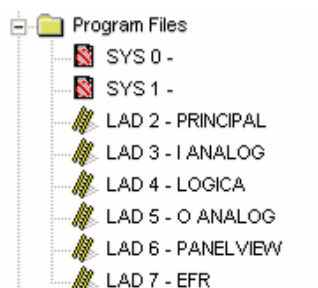 Program Files
SYS 0 -
SYS 1 -
LAD 2 - PRINCIPAL
LAD 3 - I ANALOG
LAD 4 - LOGICA
LAD 5 - O ANALOG
LAD 6 - PANELVIEW
LAD 7 - EFR